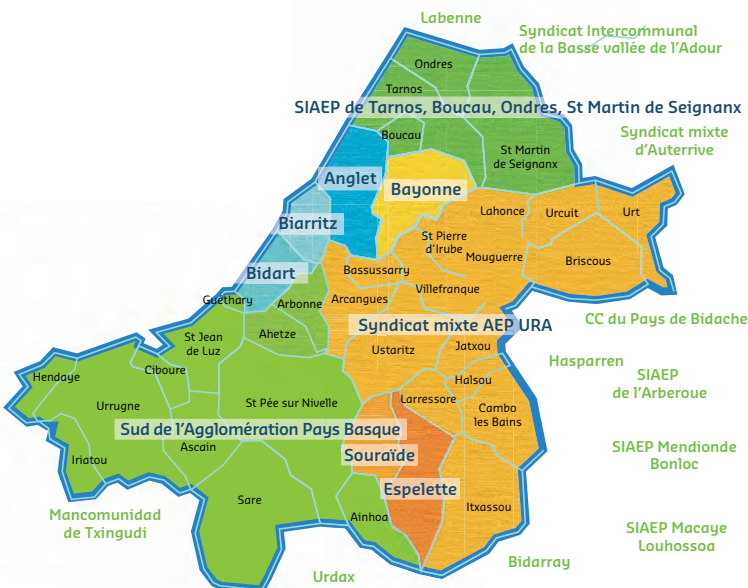 Labenne
Syndicat Intercommunal
de la Basse vallée de l'Adour
Ondres
Tarnos
SIAEP de Tarnos, Boucau, Ondres, St Martin de Seignanx
Boucau
Syndicat mixte
d'Auterrive
St Martin
de Seignanx
Anglet
Bayonne
Lahonce
Urcuit
Urt
Biarritz
St Pierre
d'Irube
Mouguerre
Briscous
Bidart
Bassussarry
Villefranque
Guéthary
Arbonne
Arcangues
CC du Pays de Bidache
Syndicat mixte AEP URA
Ahetze
St Jean
de Luz
Ustaritz
Jatxou
Hasparren
Ciboure
Hendaye
Halsou
SIAEP
de l'Arberoue
Larressore
Urrugne
St Pée sur Nivelle
Cambo
les Bains
Sud de l'Agglomération Pays Basque
Ascain
Souraïde
SIAEP Mendionde
Bonloc
Iriatou
Espelette
Sare
Itxassou
Ainhoa
Mancomunidad
de Txingudi
SIAEP Macaye
Louhossoa
Bidarray
Urdax